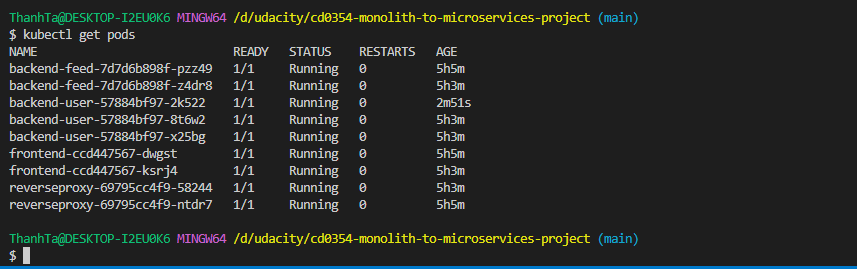 ThanhTa@DESKTOP-I2EU0K6 MINGW64 /d/udacity/cd0354-monolith-to-microservices-project (main)
$ kubectl get pods
NAME READY STATUS RESTARTS AGE
backend-feed-7d7d6b898f-pzz49 1/1 Running 0 5h5m
backend-feed-7d7d6b898f-z4dr8 1/1 Running 0 5h3m
backend-user-57884bf97-2k522 1/1 Running 0 2m51s
backend-user-57884bf97-8t6w2 1/1 Running 0 5h3m
backend-user-57884bf97-x25bg 1/1 Running 0 5h3m
frontend-ccd447567-dwgst 1/1 Running 0 5h5m
frontend-ccd447567-ksrj4 1/1 Running 0 5h3m
reverseproxy-69795cc4f9-58244 1/1 Running 0 5h3m
reverseproxy-69795cc4f9-ntdr7 1/1 Running 0 5h5m
ThanhTa@DESKTOP-I2EU0K6 MINGW64 /d/udacity/cd0354-monolith-to-microservices-project (main)
$